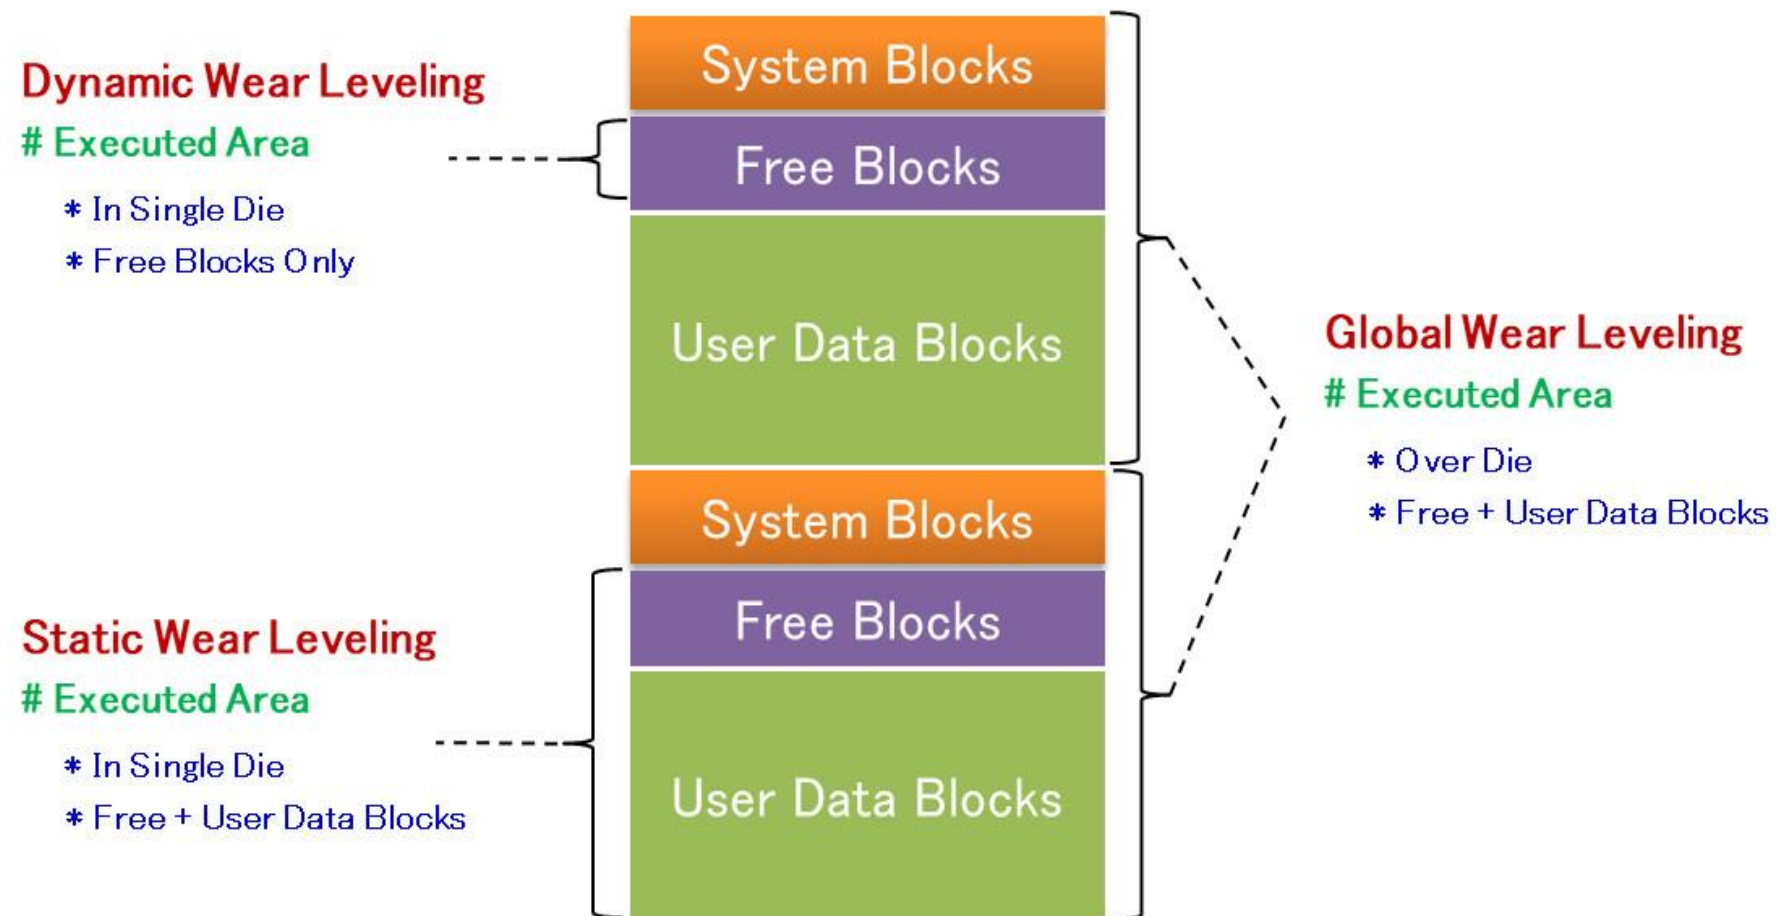 Dynamic Wear Leveling
# Executed Area
* In Single Die
* Free Blocks Only
Static Wear Leveling
# Executed Area
* In Single Die
* Free + User Data Blocks
System Blocks
Free Blocks
User Data Blocks
System Blocks
Free Blocks
User Data Blocks
Global Wear Leveling
# Executed Area
* Over Die
* Free + User Data Blocks